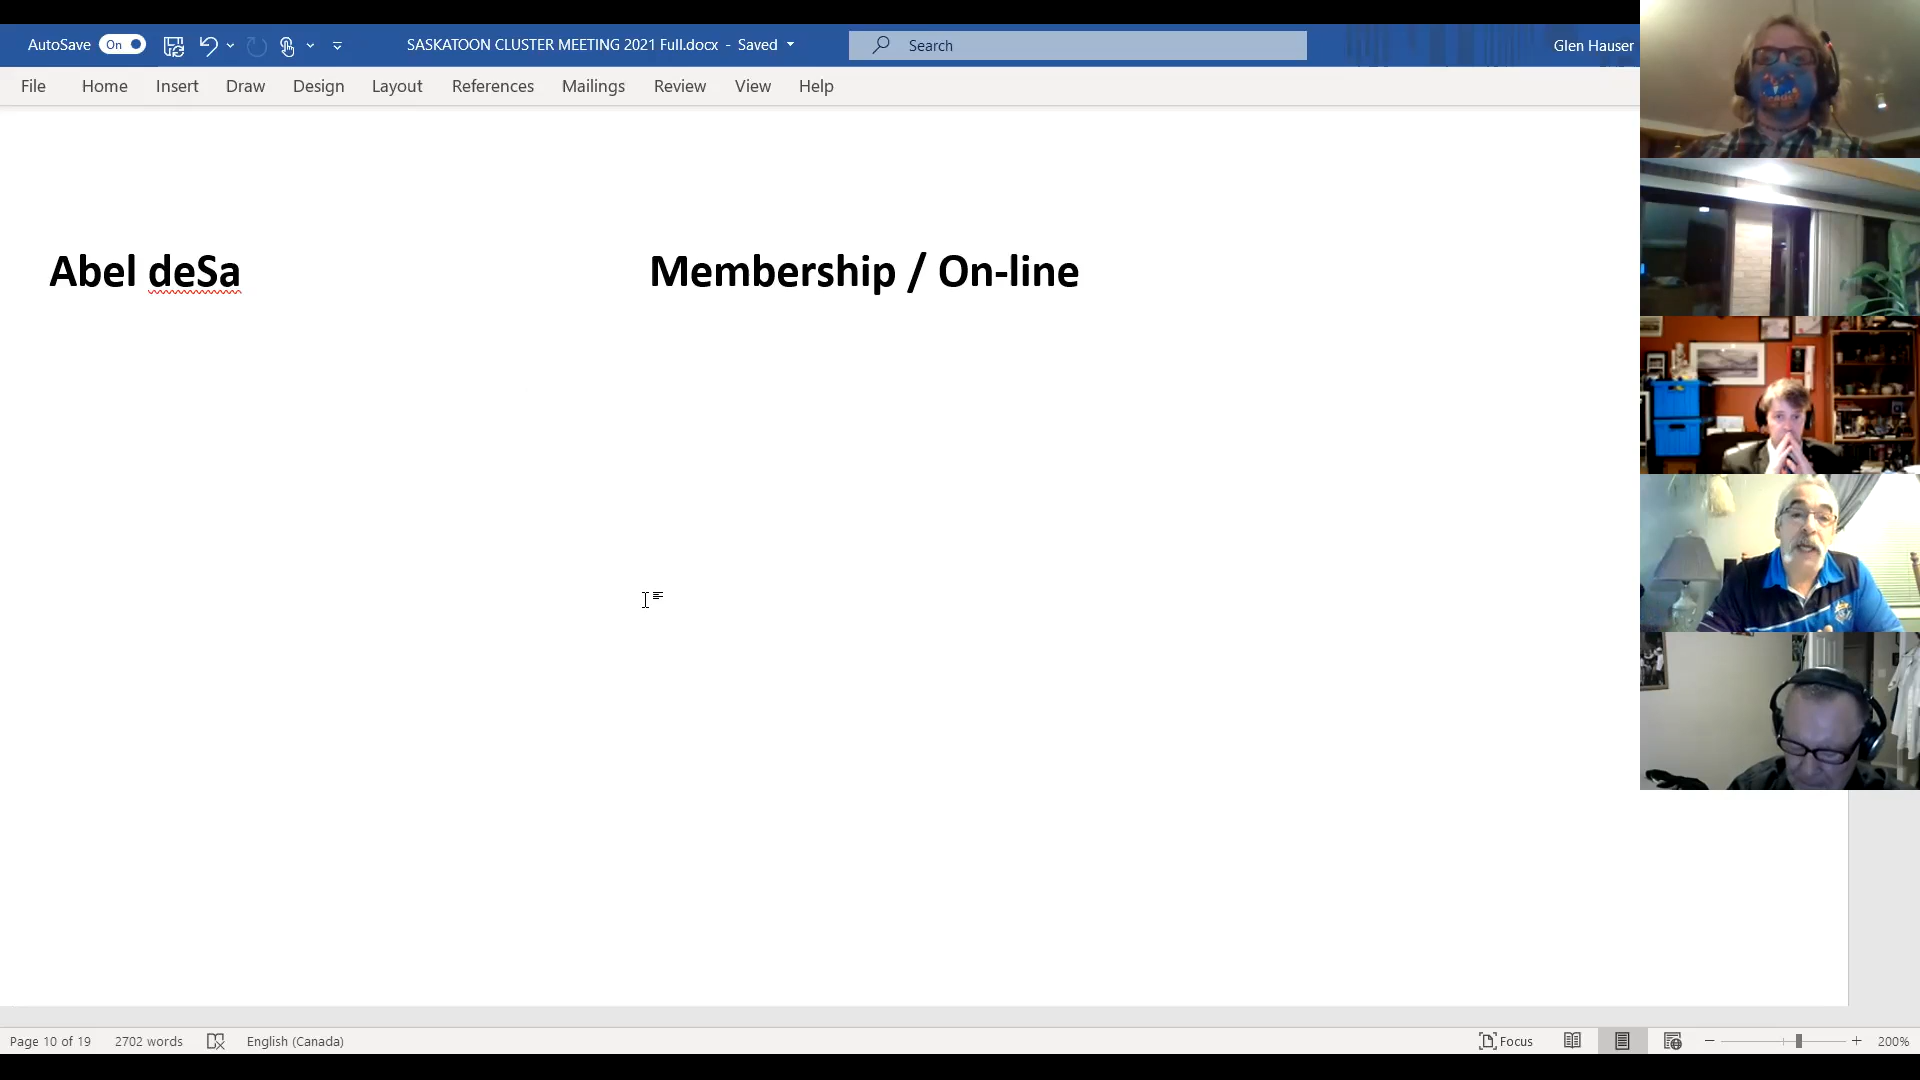 AutoSave On SASKATOON CLUSTER MEETING 2021 Full.docx - Saved Search Glen Hauser
File Home Insert Draw Design Layout References Mailings Review View Help
Abel deSa Membership / On-line
Page 10 of 19 2702 words English (Canada) Focus 200%